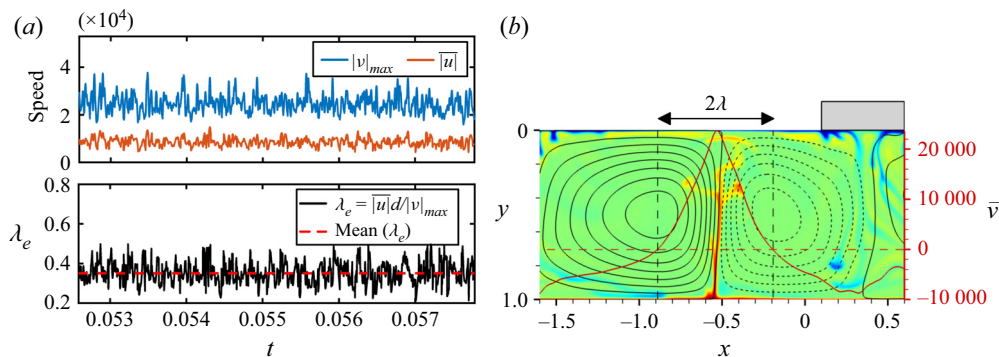 (a)
(×10⁴)
Speed
4
2
0
|v|max
|u̅|
λe
0.8
0.6
0.4
0.2
λe = |u̅|d/|v|max
Mean (λe)
0.053 0.054 0.055 0.056 0.057
t
(b)
2λ
y
0
1.0
−1.5 −1.0 −0.5 0 0.5
x
20 000
10 000
0
−10 000
v̅